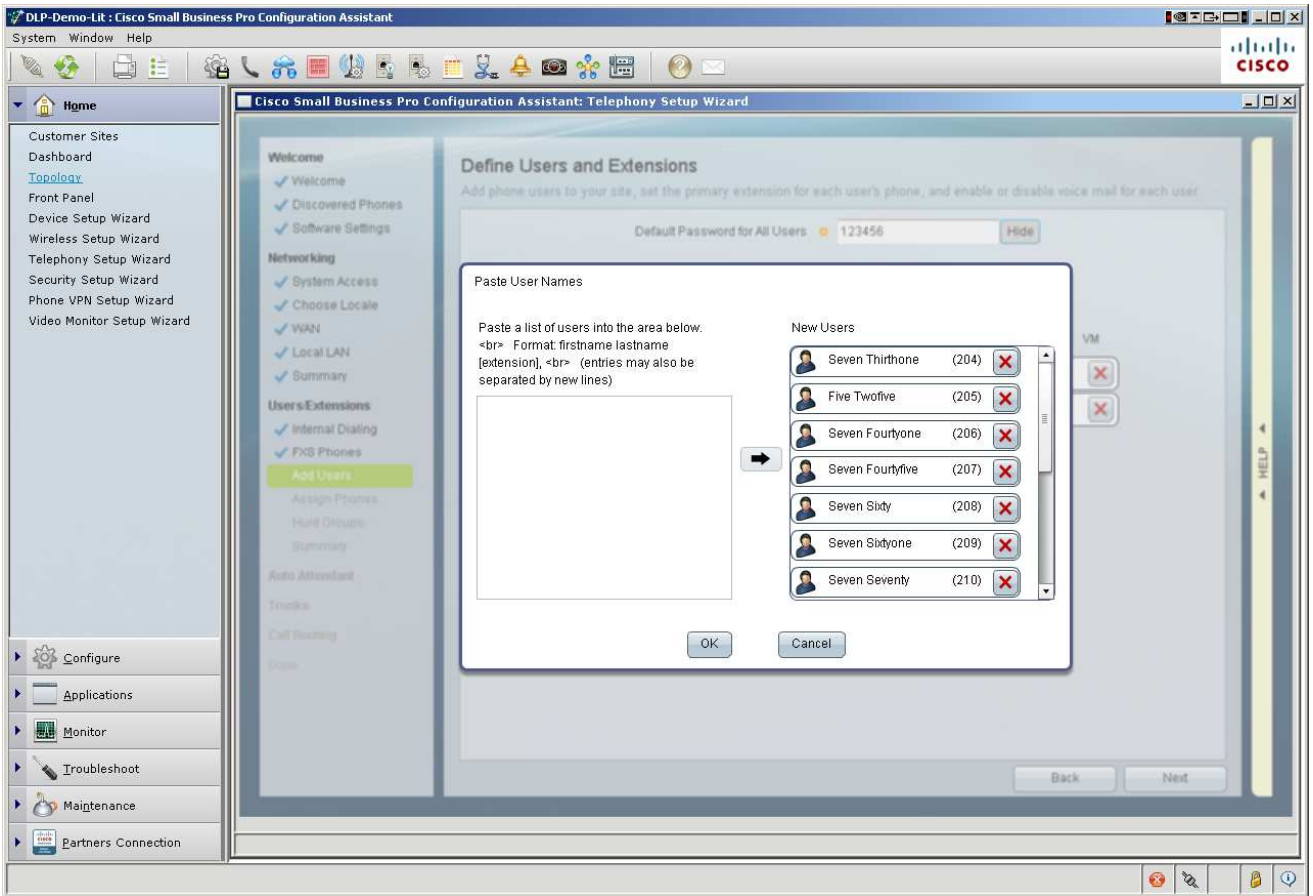 DLP-Demo-Lit : Cisco Small Business Pro Configuration Assistant
System Window Help
CISCO
Home
Customer Sites
Dashboard
Topology
Front Panel
Device Setup Wizard
Wireless Setup Wizard
Telephony Setup Wizard
Security Setup Wizard
Phone VPN Setup Wizard
Video Monitor Setup Wizard
Configure
Applications
Monitor
Troubleshoot
Maintenance
Partners Connection
Cisco Small Business Pro Configuration Assistant: Telephony Setup Wizard
Welcome
Welcome
Discovered Phones
Software Settings
Networking
System Access
Choose Locale
WAN
Local LAN
Summary
Users/Extensions
Internal Dialing
FXS Phones
Add Users
Assign Phones
Hunt Groups
Summary
Auto Attendant
Trunks
Call Routing
Define Users and Extensions
Add phone users to your site, set the primary extension for each user's phone, and enable or disable voice mail for each user.
Default Password for All Users 123456 Hide
VM
Paste User Names
Paste a list of users into the area below.
<br> Format: firstname lastname
[extension], <br> (entries may also be
separated by new lines)
New Users
Seven Thirthone (204)
Five Twofive (205)
Seven Fourtyone (206)
Seven Fourtyfive (207)
Seven Sixty (208)
Seven Sixtyone (209)
Seven Seventy (210)
OK Cancel
Back Next
HELP